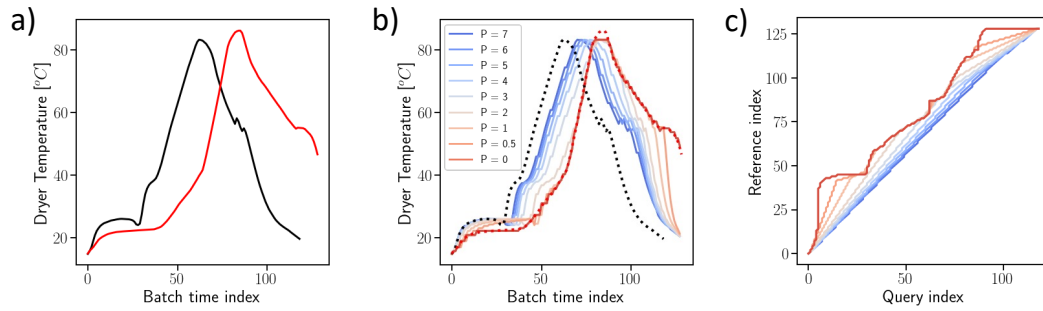 a)
Dryer Temperature [°C]
80
60
40
20
0
50
100
Batch time index
b)
Dryer Temperature [°C]
80
60
40
20
P = 7
P = 6
P = 5
P = 4
P = 3
P = 2
P = 1
P = 0.5
P = 0
0
50
100
Batch time index
c)
Reference index
125
100
75
50
25
0
0
50
100
Query index